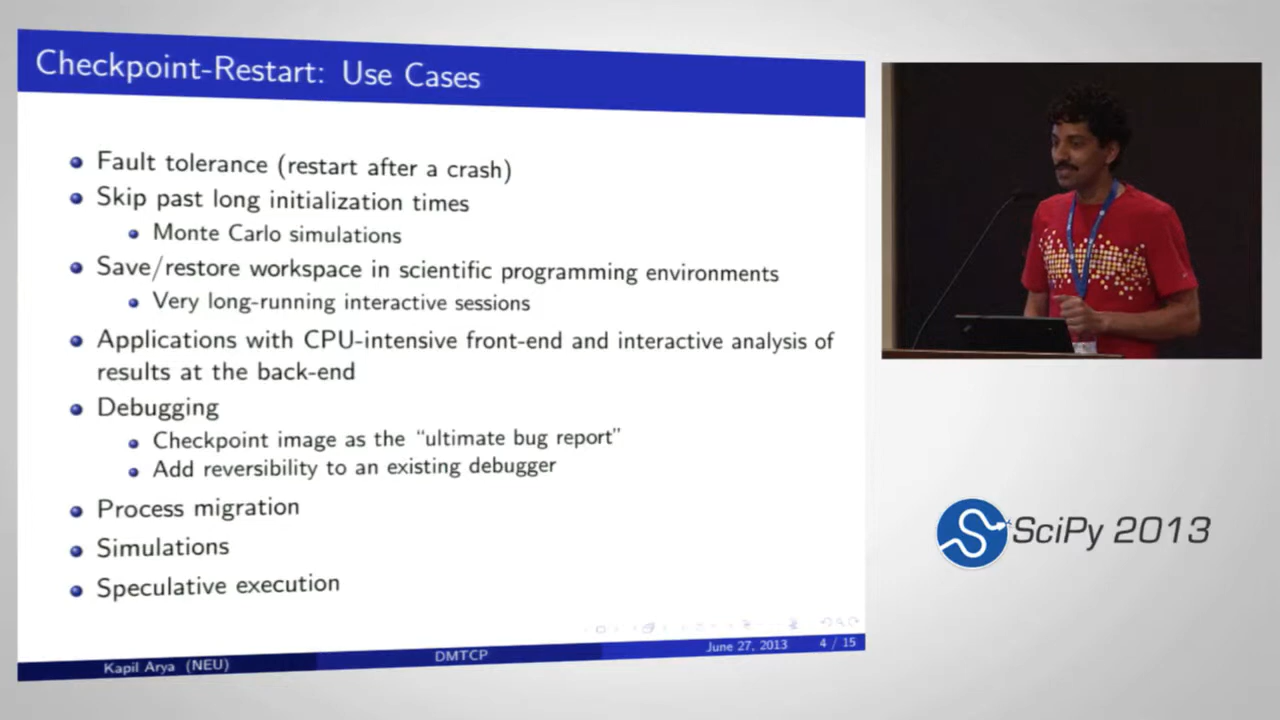 Checkpoint-Restart: Use Cases
Fault tolerance (restart after a crash)
Skip past long initialization times
Monte Carlo simulations
Save/restore workspace in scientific programming environments
Very long-running interactive sessions
Applications with CPU-intensive front-end and interactive analysis of
results at the back-end
Debugging
Checkpoint image as the “ultimate bug report”
Add reversibility to an existing debugger
Process migration
Simulations
Speculative execution
Kapil Arya (NEU)
DMTCP
June 27, 2013
4 / 15
SciPy 2013